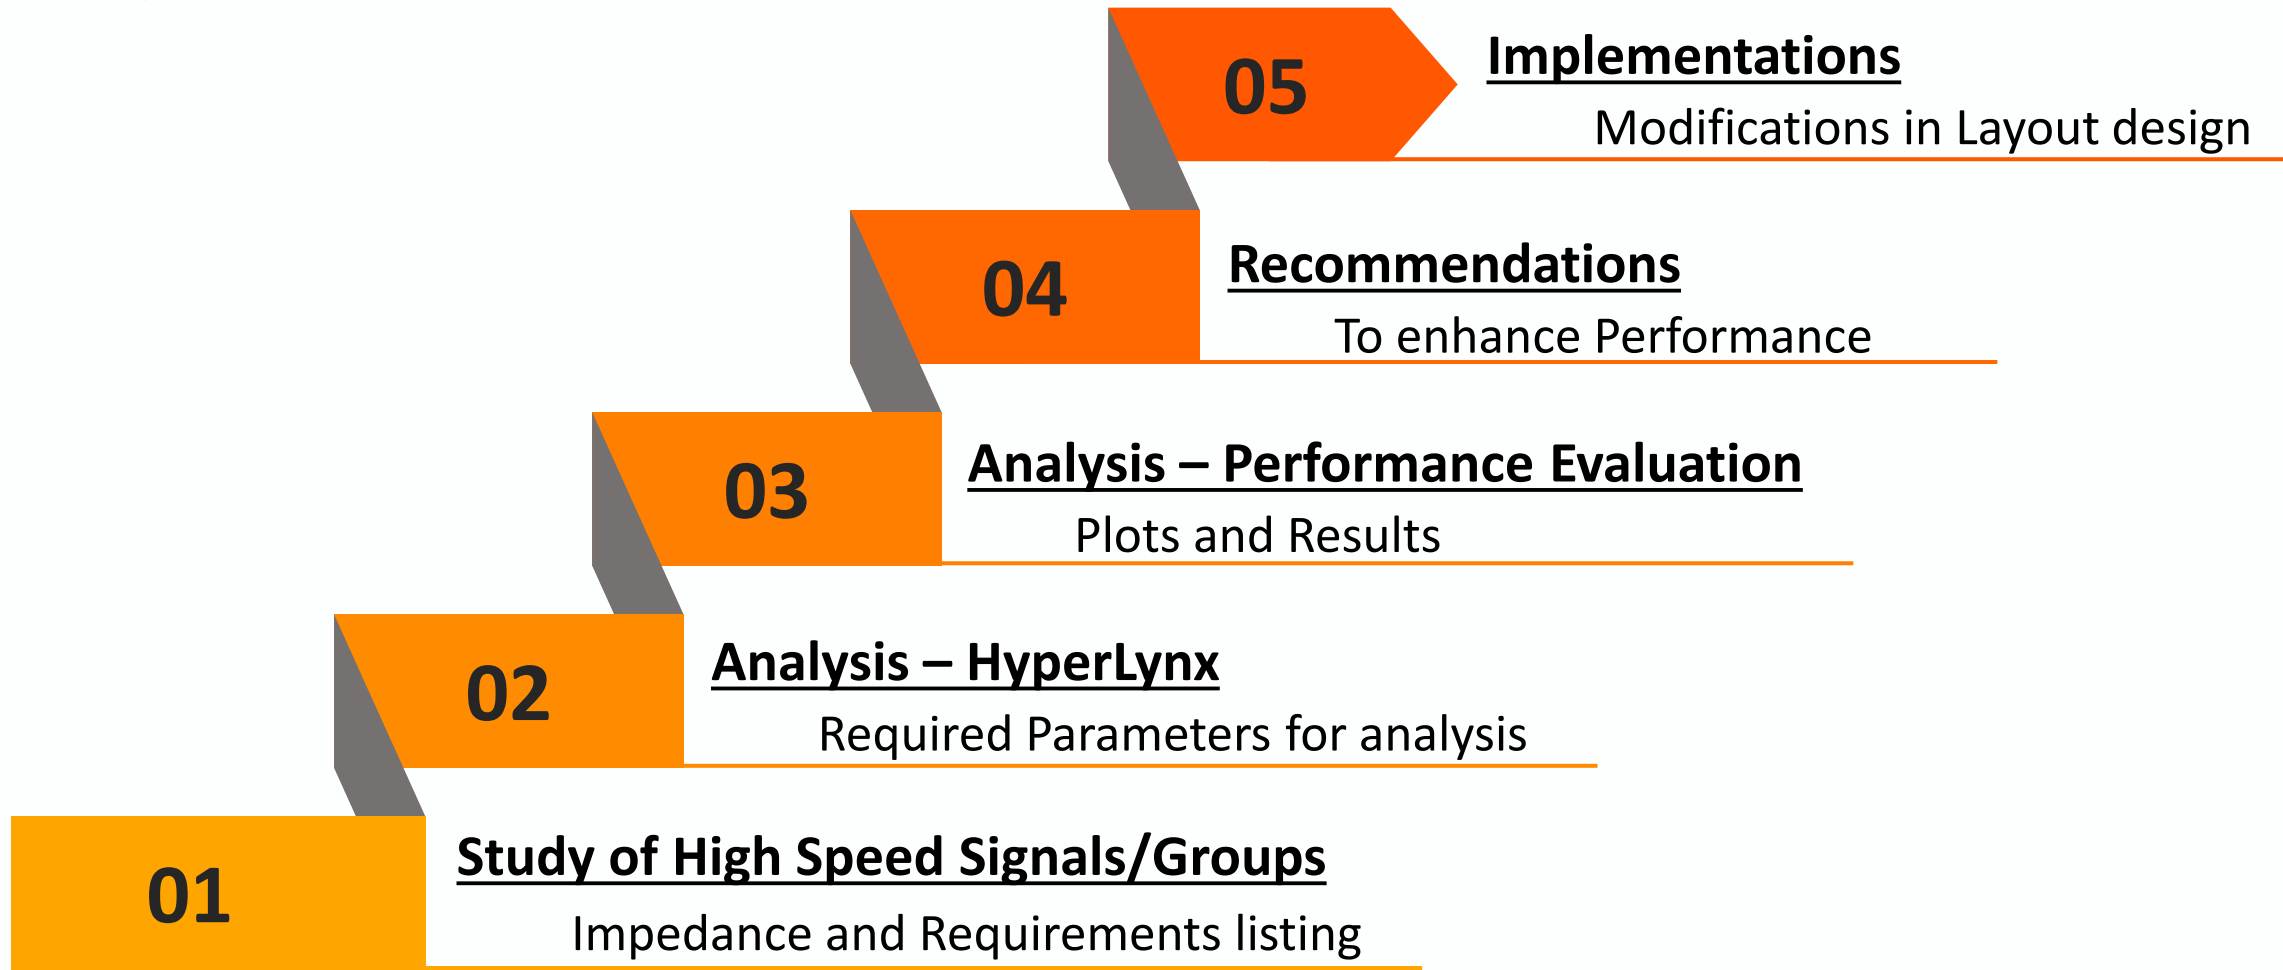 05
Implementations
Modifications in Layout design
04
Recommendations
To enhance Performance
03
Analysis – Performance Evaluation
Plots and Results
02
Analysis – HyperLynx
Required Parameters for analysis
01
Study of High Speed Signals/Groups
Impedance and Requirements listing